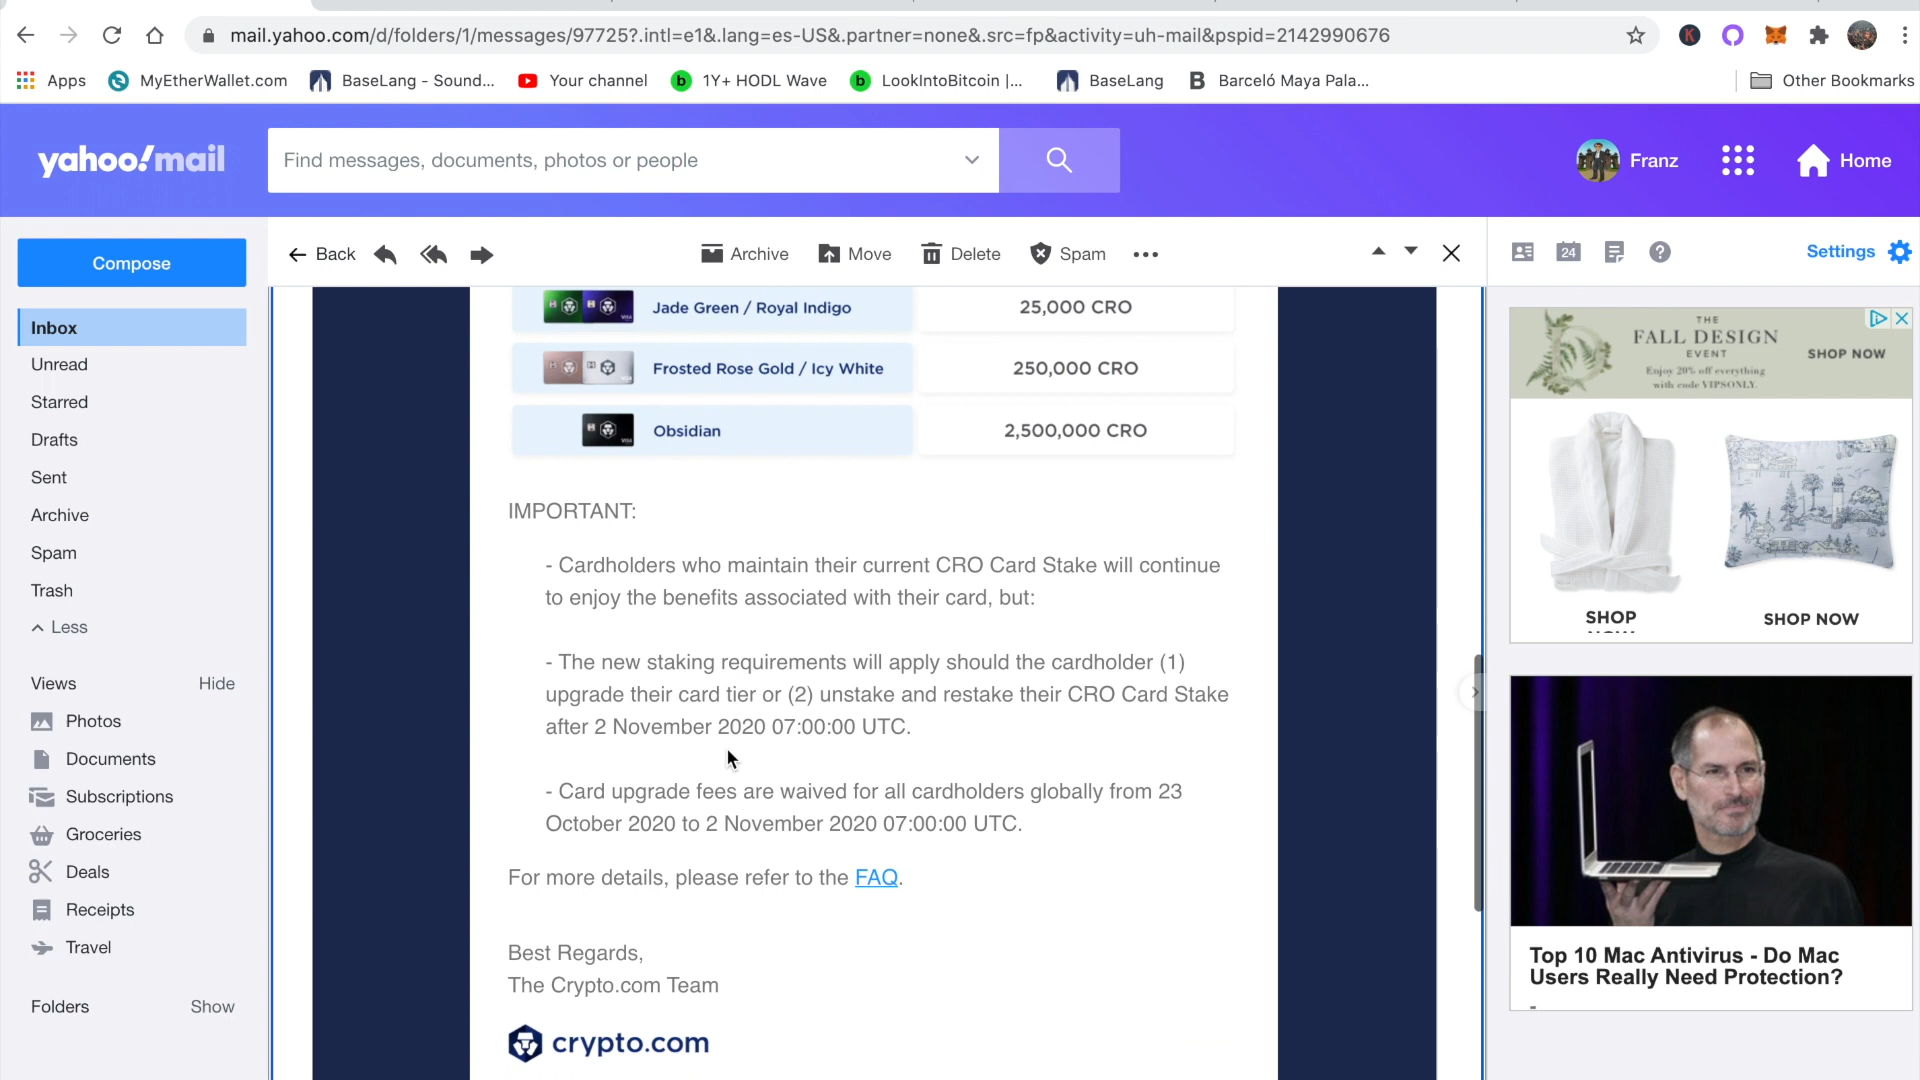 mail.yahoo.com/d/folders/1/messages/97725?.intl=e1&.lang=es-US&.partner=none&.src=fp&activity=uh-mail&pspid=2142990676
Apps
MyEtherWallet.com
BaseLang - Sound...
Your channel
1Y+ HODL Wave
LookIntoBitcoin |...
BaseLang
Barceló Maya Pala...
Other Bookmarks
yahoo!mail
Find messages, documents, photos or people
Franz
Home
Compose
Back
Archive
Move
Delete
Spam
24
Settings
Inbox
Unread
Starred
Drafts
Sent
Archive
Spam
Trash
Less
Views Hide
Photos
Documents
Subscriptions
Groceries
Deals
Receipts
Travel
Folders Show
Jade Green / Royal Indigo 25,000 CRO
Frosted Rose Gold / Icy White 250,000 CRO
Obsidian 2,500,000 CRO
IMPORTANT:
- Cardholders who maintain their current CRO Card Stake will continue
to enjoy the benefits associated with their card, but:
- The new staking requirements will apply should the cardholder (1)
upgrade their card tier or (2) unstake and restake their CRO Card Stake
after 2 November 2020 07:00:00 UTC.
- Card upgrade fees are waived for all cardholders globally from 23
October 2020 to 2 November 2020 07:00:00 UTC.
For more details, please refer to the FAQ.
Best Regards,
The Crypto.com Team
crypto.com
THE
FALL DESIGN
EVENT
Enjoy 20% off everything
with code VIPSONLY.
SHOP NOW
SHOP
SHOP NOW
Top 10 Mac Antivirus - Do Mac
Users Really Need Protection?